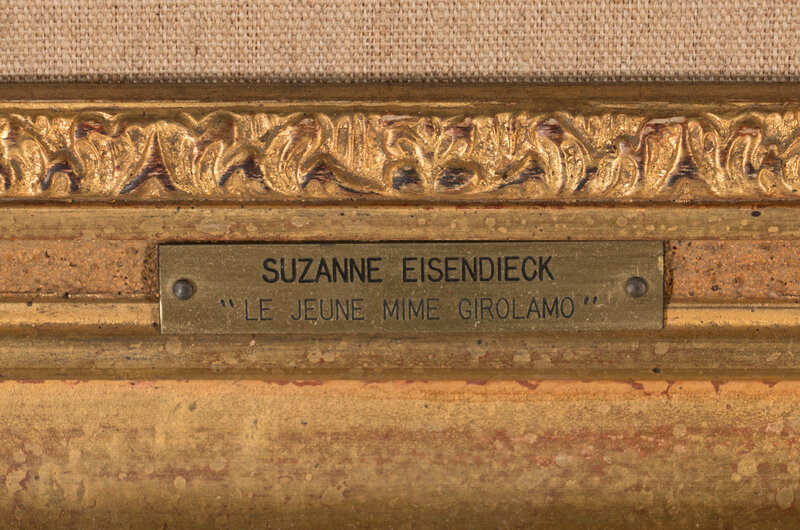 SUZANNE EISENDIECK
"LE JEUNE MIME GIROLAMO"